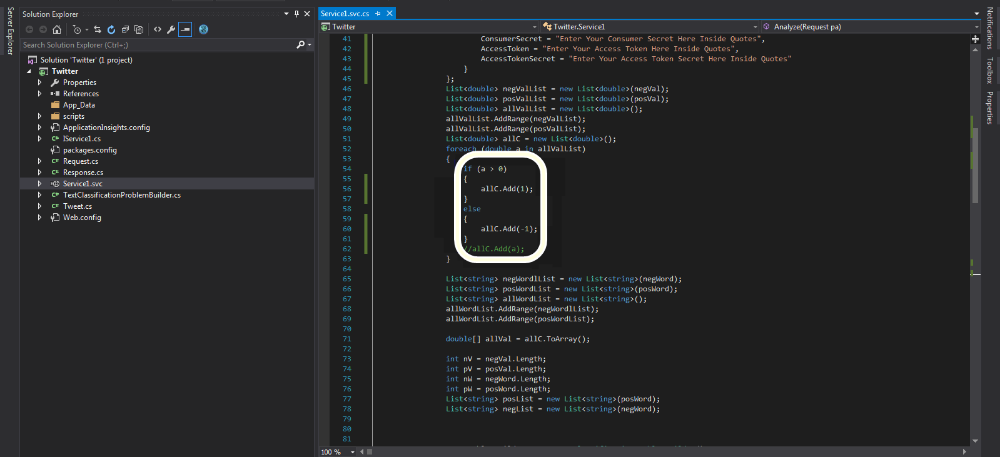 Server Explorer
Solution Explorer
Search Solution Explorer (Ctrl+;)
Solution 'Twitter' (1 project)
Twitter
Properties
References
App_Data
scripts
ApplicationInsights.config
C# IService1.cs
packages.config
C# Request.cs
C# Response.cs
Service1.svc
C# TextClassificationProblemBuilder.cs
C# Tweet.cs
Web.config
Service1.svc.cs
Twitter
Twitter.Service1
Analyze(Request pa)
41 ConsumerSecret = "Enter Your Consumer Secret Here Inside Quotes",
42 AccessToken = "Enter Your Access Token Here Inside Quotes",
43 AccessTokenSecret = "Enter Your Access Token Secret Here Inside Quotes"
44 }
45 };
46 List<double> negValList = new List<double>(negVal);
47 List<double> posValList = new List<double>(posVal);
48 List<double> allValList = new List<double>();
49 allValList.AddRange(negValList);
50 allValList.AddRange(posValList);
51 List<double> allC = new List<double>();
52 foreach (double a in allValList)
53 {
54 if (a > 0)
55 {
56 allC.Add(1);
57 }
58 else
59 {
60 allC.Add(-1);
61 }
62 //allC.Add(a);
63 }
64
65 List<string> negWordlList = new List<string>(negWord);
66 List<string> posWordList = new List<string>(posWord);
67 List<string> allWordList = new List<string>();
68 allWordList.AddRange(negWordlList);
69 allWordList.AddRange(posWordList);
70
71 double[] allVal = allC.ToArray();
72
73 int nV = negVal.Length;
74 int pV = posVal.Length;
75 int nW = negWord.Length;
76 int pW = posWord.Length;
77 List<string> posList = new List<string>(posWord);
78 List<string> negList = new List<string>(negWord);
79
80
81
100 %
Notifications
Toolbox
Properties